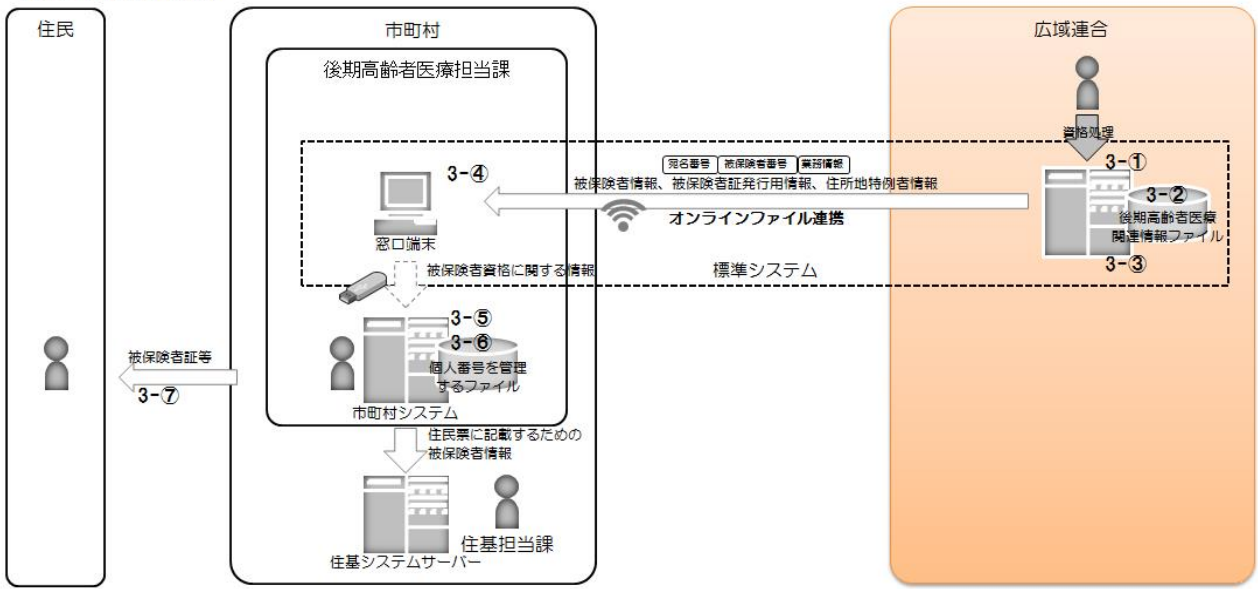 住民
市町村
広域連合
後期高齢者医療担当課
資格処理
宛名番号 被保険者番号 業務情報
3-①
3-④
被保険者情報、被保険者証発行用情報、住所地特例者情報
3-②
オンラインファイル連携
後期高齢者医療
関連情報ファイル
窓口端末
3-③
被保険者資格に関する情報
標準システム
3-⑤
3-⑥
被保険者証等
個人番号を管理
するファイル
3-⑦
市町村システム
住民票に記載するための
被保険者情報
住基担当課
住基システムサーバー